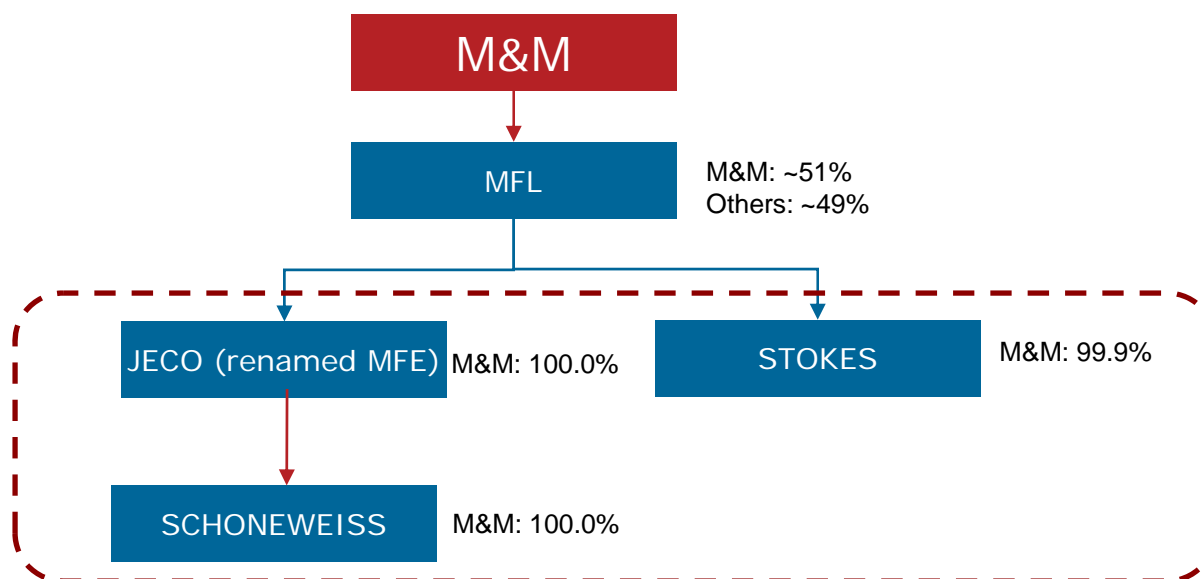 M&M
MFL
M&M: ~51%
Others: ~49%
JECO (renamed MFE)
M&M: 100.0%
STOKES
M&M: 99.9%
SCHONEWEISS
M&M: 100.0%